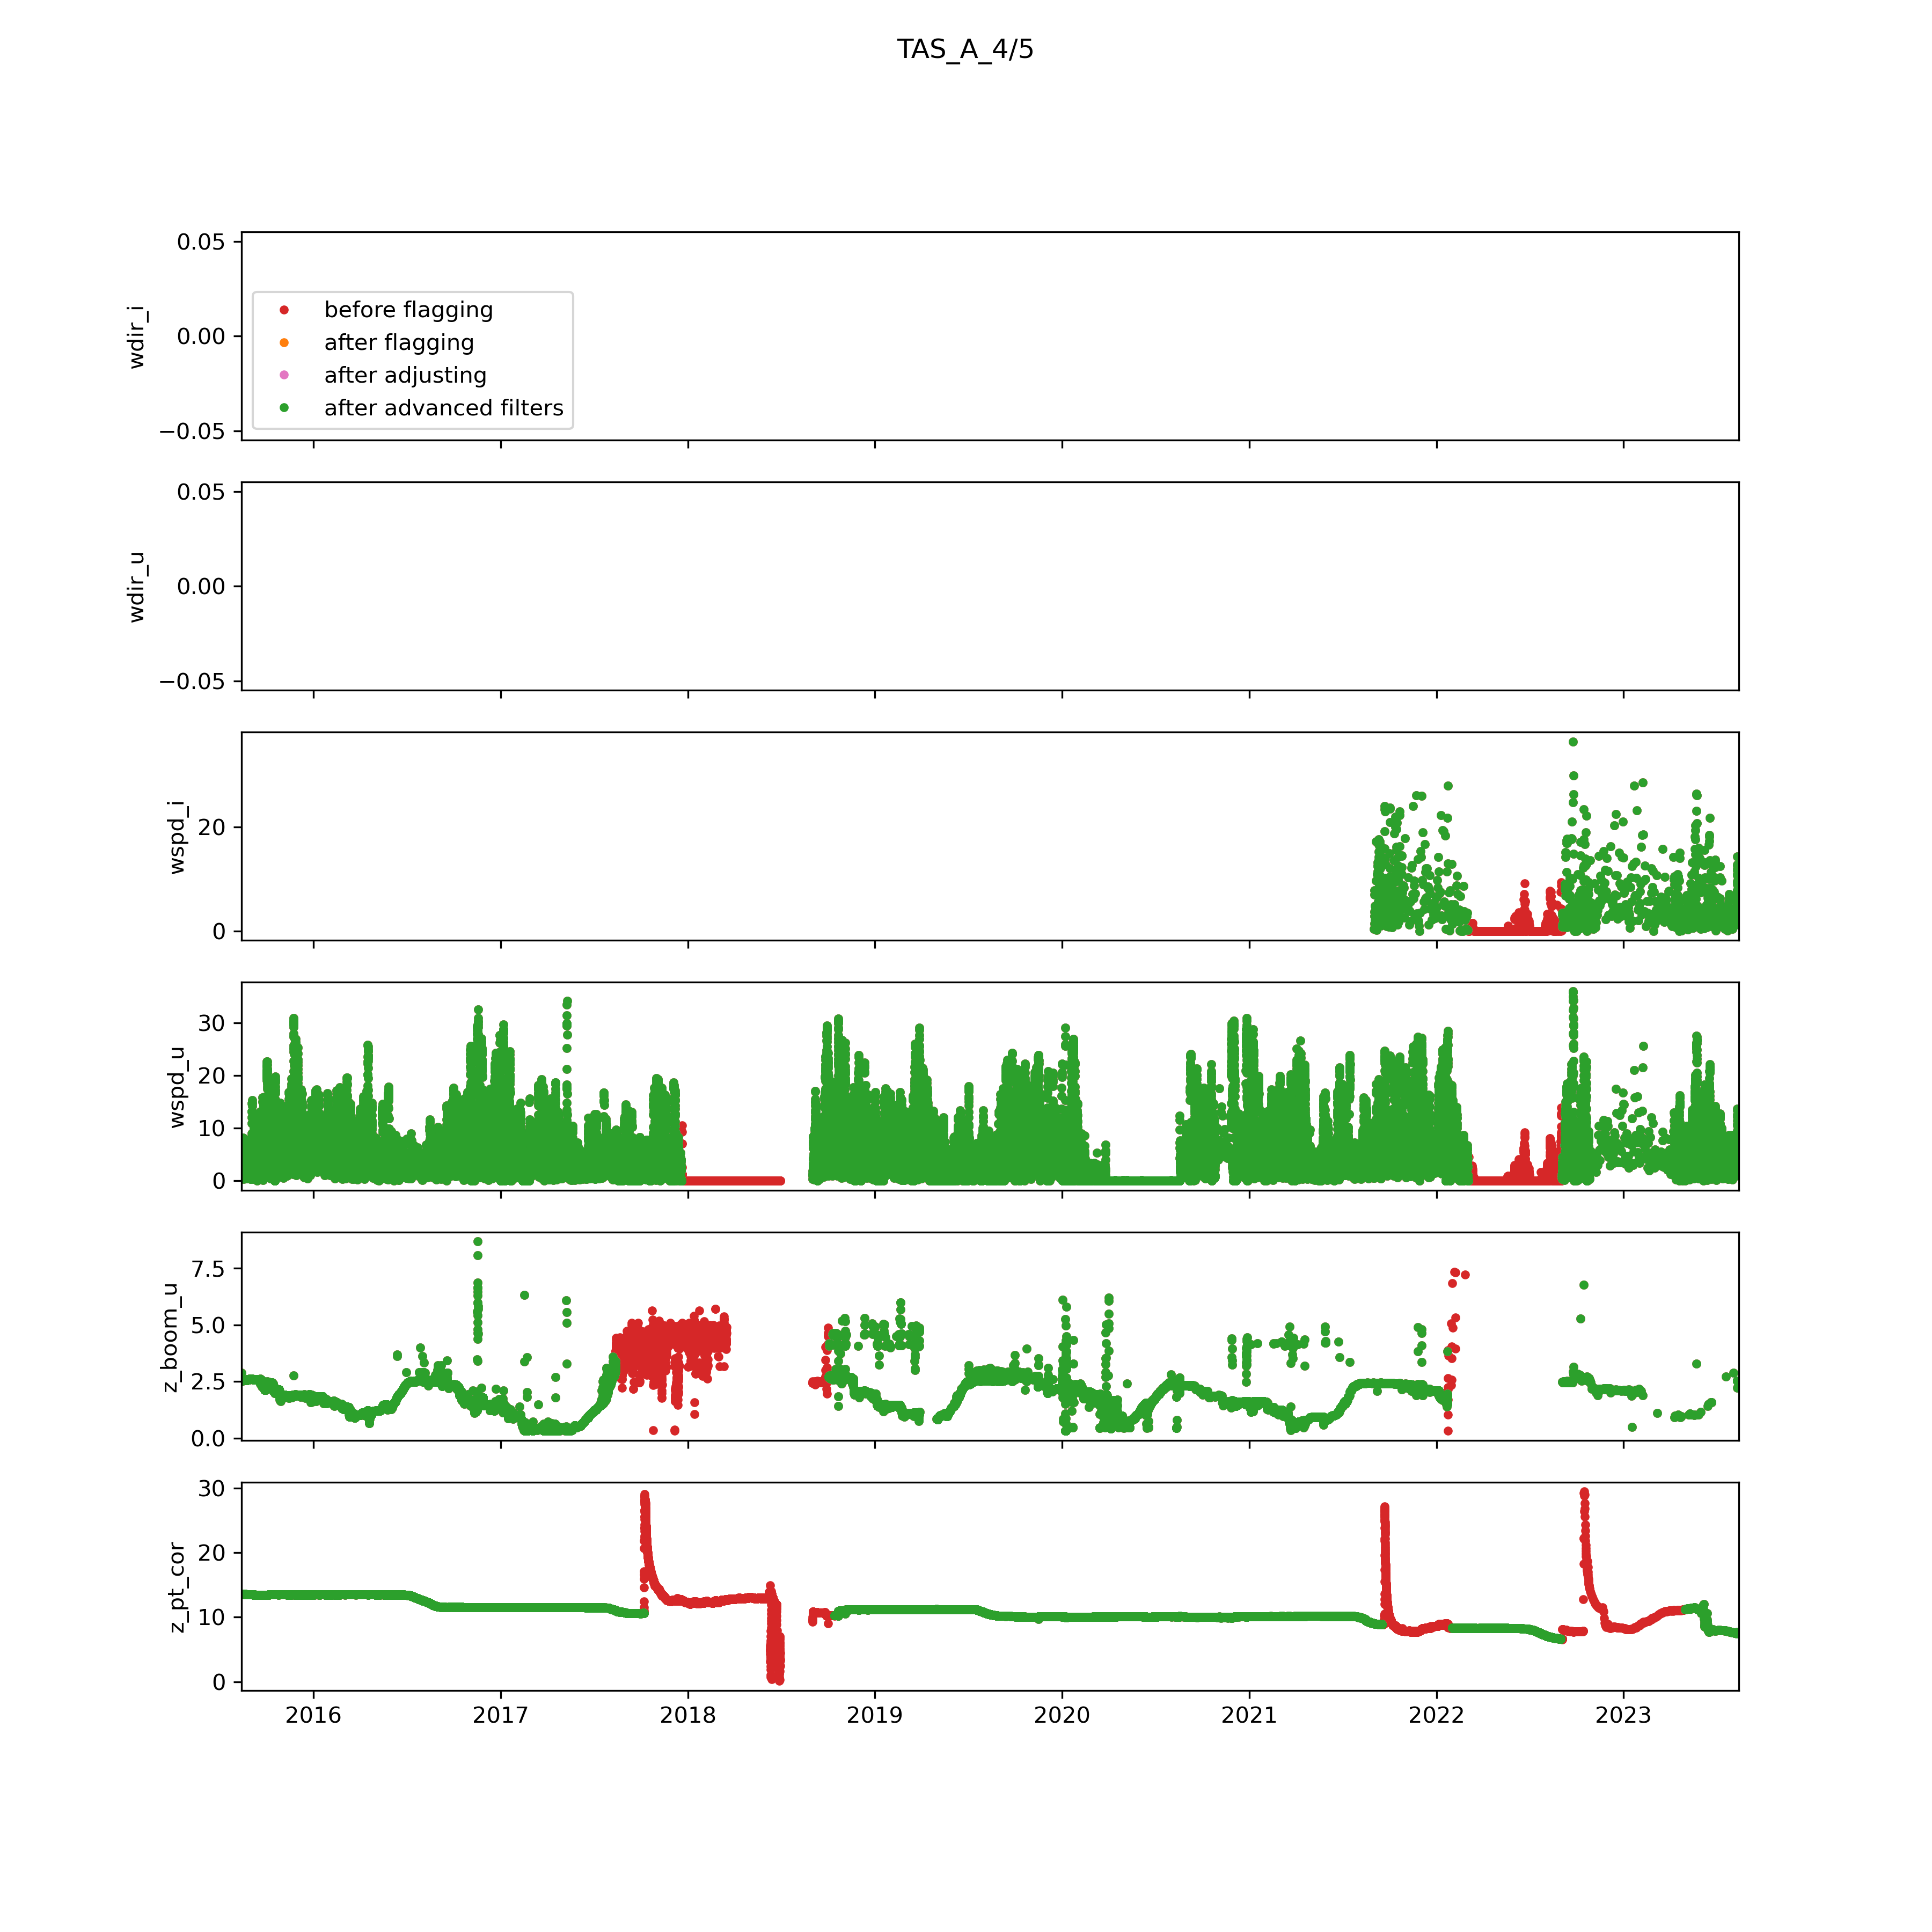 TAS_A_4/5
0.05
0.00
−0.05
wdir_i
before flagging
after flagging
after adjusting
after advanced filters
0.05
0.00
−0.05
wdir_u
20
0
wspd_i
30
20
10
0
wspd_u
7.5
5.0
2.5
0.0
z_boom_u
30
20
10
0
z_pt_cor
2016 2017 2018 2019 2020 2021 2022 2023